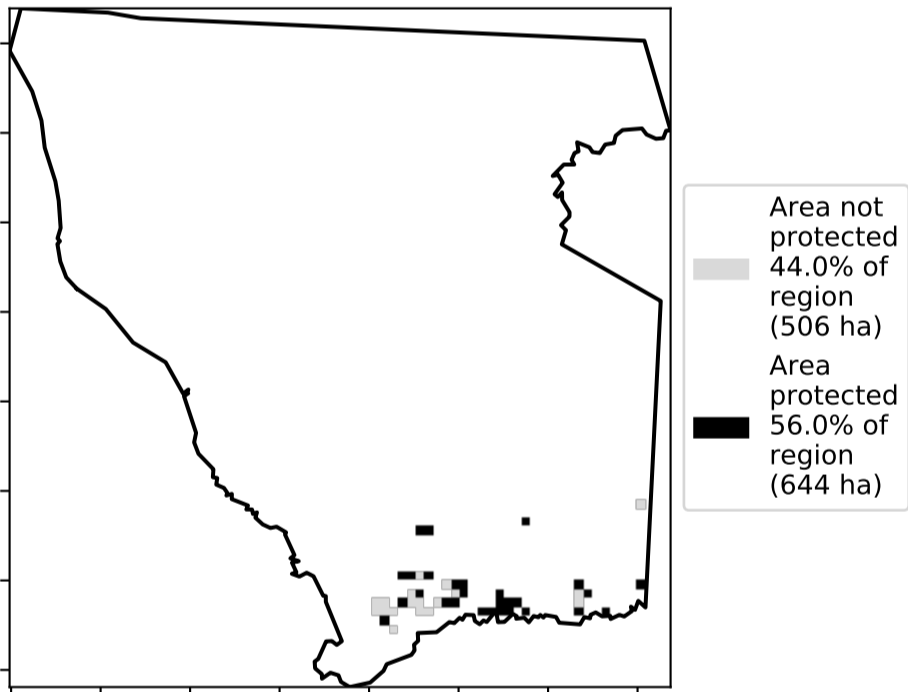 Area not
protected
44.0% of
region
(506 ha)
Area
protected
56.0% of
region
(644 ha)